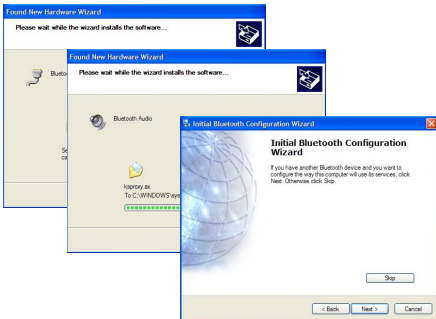 Found New Hardware Wizard
Please wait while the wizard installs the software...
Bluetoo
Se
ca
Found New Hardware Wizard
Please wait while the wizard installs the software...
Bluetooth Audio
ksproxy.ax
To C:\WINDOWS\sys
Initial Bluetooth Configuration Wizard
Initial Bluetooth Configuration
Wizard
If you have another Bluetooth device and you want to
configure the way this computer will use its services, click
Next. Otherwise click Skip.
Skip
< Back
Next >
Cancel